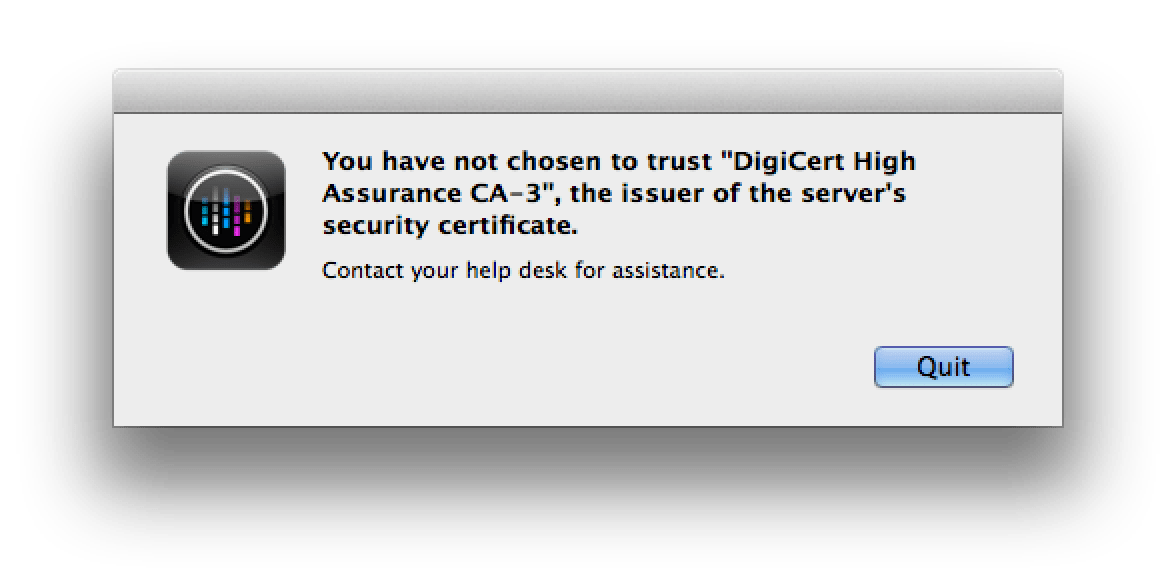 You have not chosen to trust "DigiCert High
Assurance CA-3", the issuer of the server's
security certificate.
Contact your help desk for assistance.
Quit